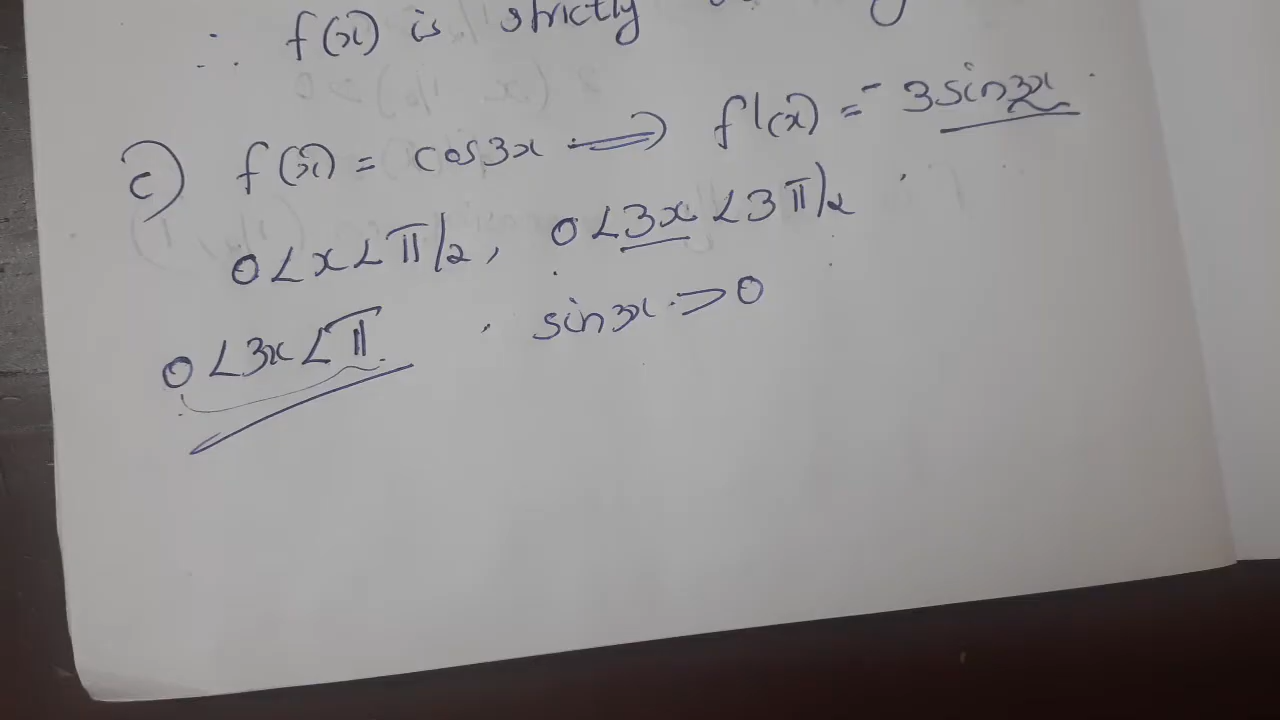 ∴ f(x) is strictly
c) f(x) = cos3x ⟹ f'(x) = - 3sin3x
0<x<π/2, 0<3x<3π/2
0<3x<π sin3x > 0